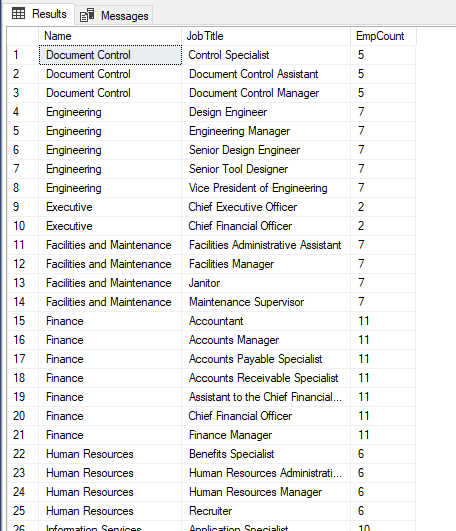 Results Messages
Name JobTitle EmpCount
1 Document Control Control Specialist 5
2 Document Control Document Control Assistant 5
3 Document Control Document Control Manager 5
4 Engineering Design Engineer 7
5 Engineering Engineering Manager 7
6 Engineering Senior Design Engineer 7
7 Engineering Senior Tool Designer 7
8 Engineering Vice President of Engineering 7
9 Executive Chief Executive Officer 2
10 Executive Chief Financial Officer 2
11 Facilities and Maintenance Facilities Administrative Assistant 7
12 Facilities and Maintenance Facilities Manager 7
13 Facilities and Maintenance Janitor 7
14 Facilities and Maintenance Maintenance Supervisor 7
15 Finance Accountant 11
16 Finance Accounts Manager 11
17 Finance Accounts Payable Specialist 11
18 Finance Accounts Receivable Specialist 11
19 Finance Assistant to the Chief Financial... 11
20 Finance Chief Financial Officer 11
21 Finance Finance Manager 11
22 Human Resources Benefits Specialist 6
23 Human Resources Human Resources Administrati... 6
24 Human Resources Human Resources Manager 6
25 Human Resources Recruiter 6
26 Information Services Application Specialist 10